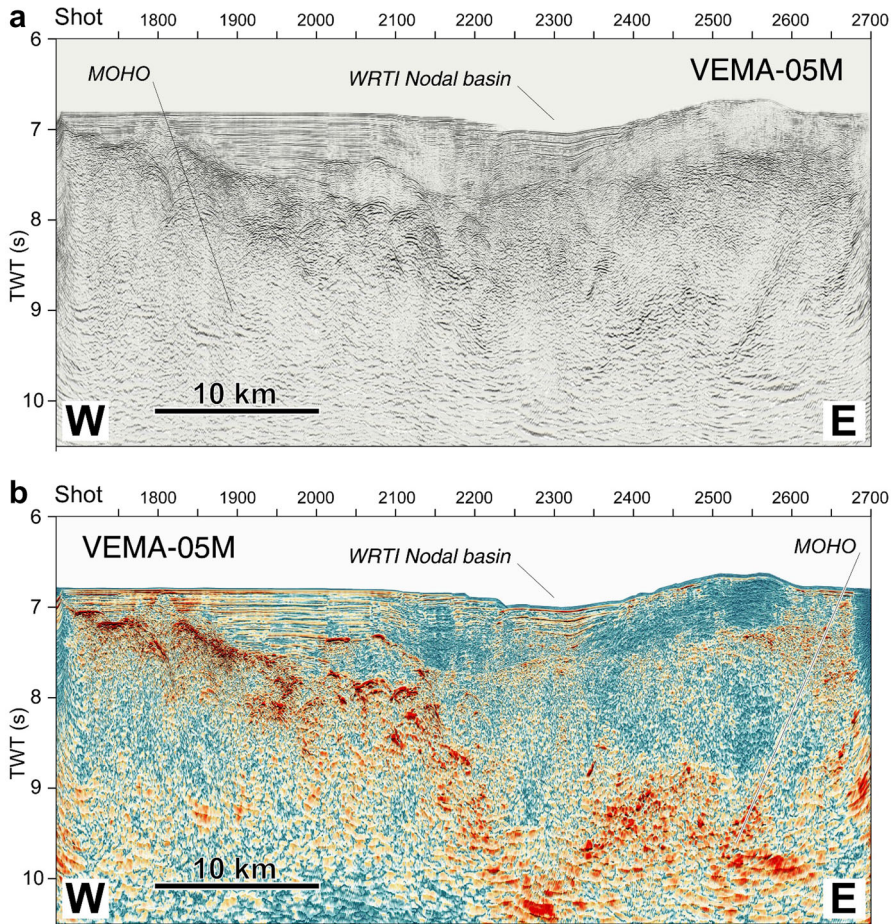 a
Shot 1800 1900 2000 2100 2200 2300 2400 2500 2600 2700
6
MOHO
WRTI Nodal basin
VEMA-05M
7
8
TWT (s)
9
10
10 km
W
E
b
Shot 1800 1900 2000 2100 2200 2300 2400 2500 2600 2700
6
VEMA-05M
WRTI Nodal basin
MOHO
7
8
TWT (s)
9
10
10 km
W
E